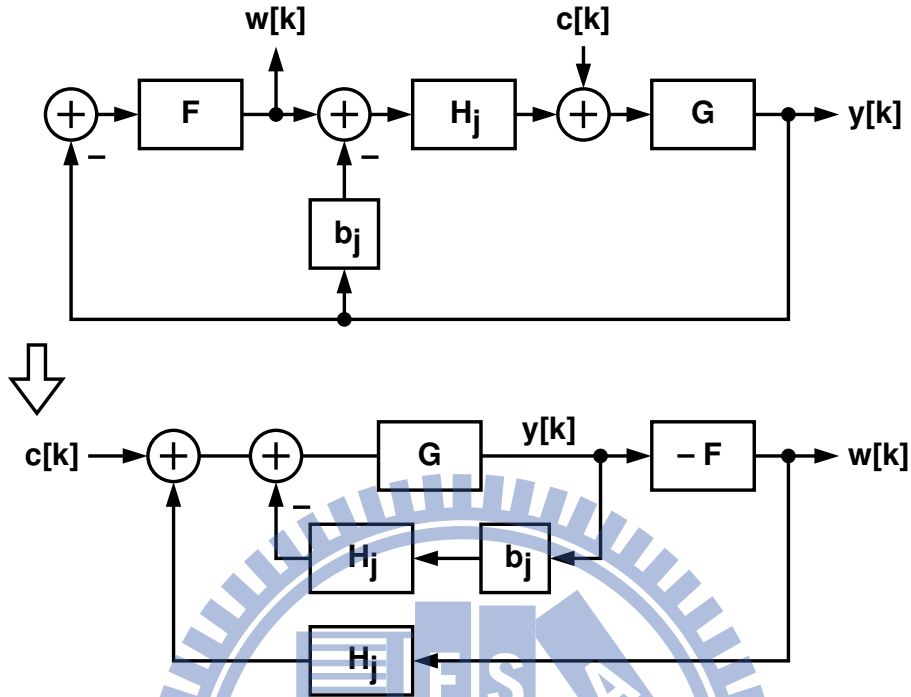 w[k] c[k]
+ F + Hj + G y[k]
– –
bj
c[k] + + G y[k] – F w[k]
–
Hj bj
Hj
E S A